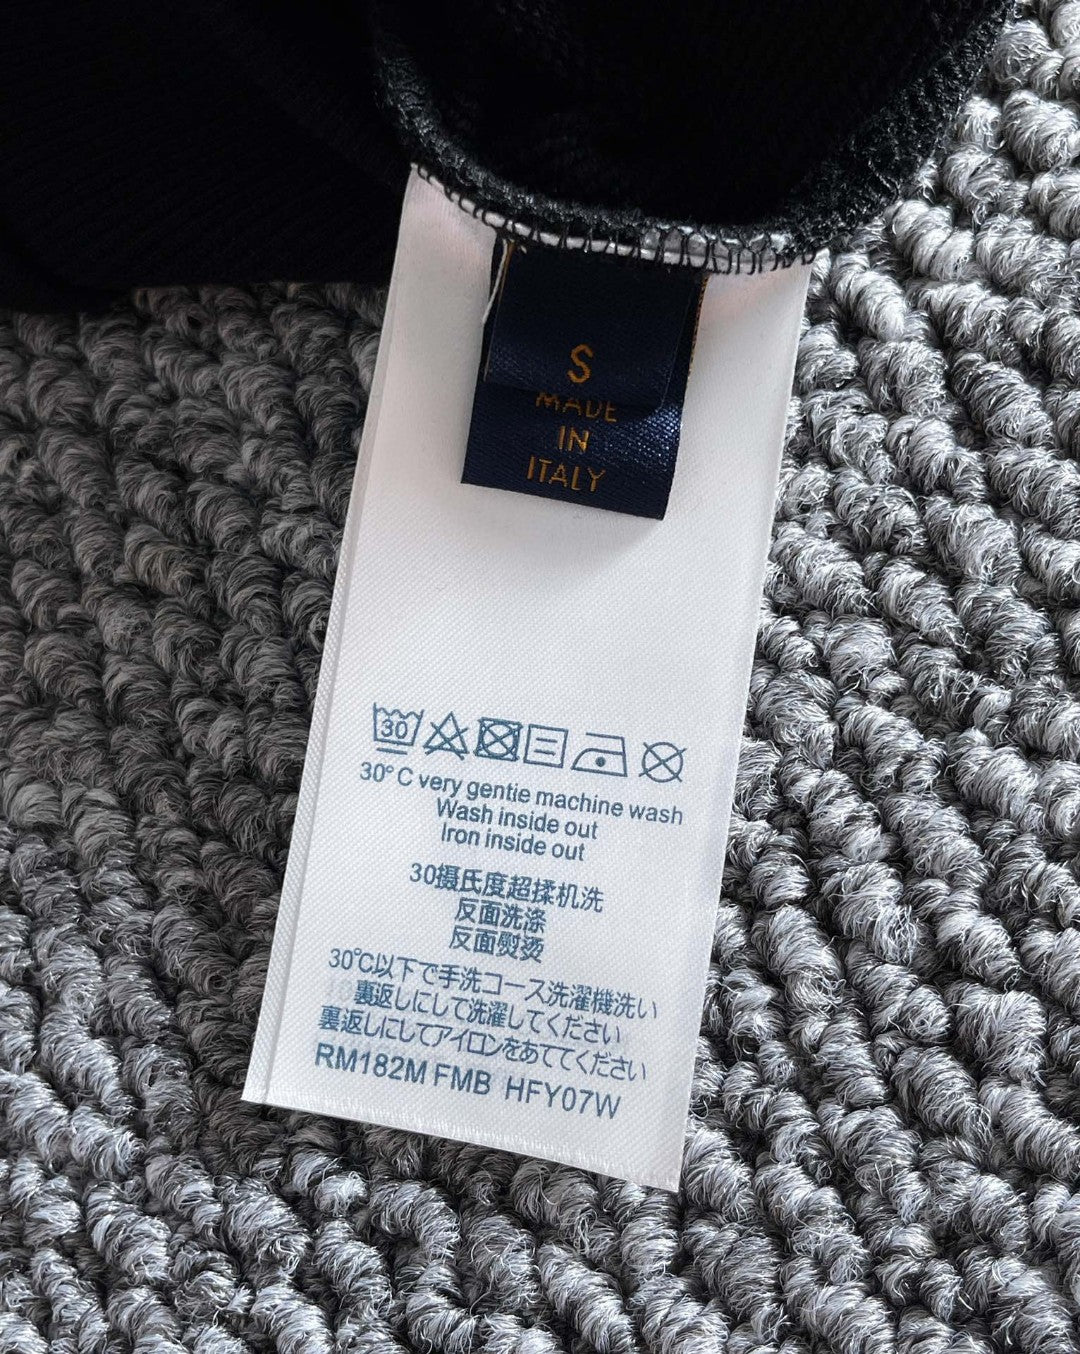 S
MADE
IN
ITALY
30
30°C very gentie machine wash
Wash inside out
Iron inside out
30摄氏度超揉机洗
反面洗涤
反面熨烫
30℃以下で手洗コース洗濯機洗い
裏返しにして洗濯してください
裏返しにしてアイロンをあててください
RM182M FMB HFY07W